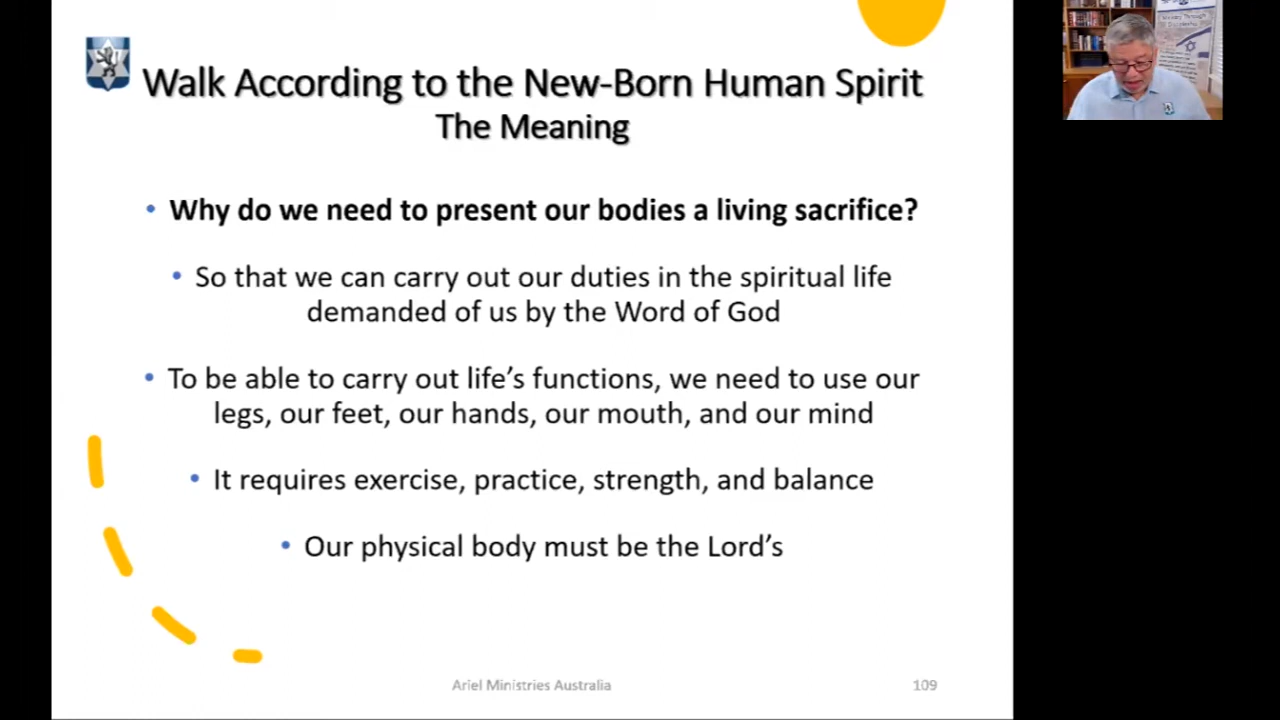 Walk According to the New-Born Human Spirit
The Meaning
• Why do we need to present our bodies a living sacrifice?
• So that we can carry out our duties in the spiritual life
demanded of us by the Word of God
• To be able to carry out life's functions, we need to use our
legs, our feet, our hands, our mouth, and our mind
• It requires exercise, practice, strength, and balance
• Our physical body must be the Lord's
Ariel Ministries Australia
109